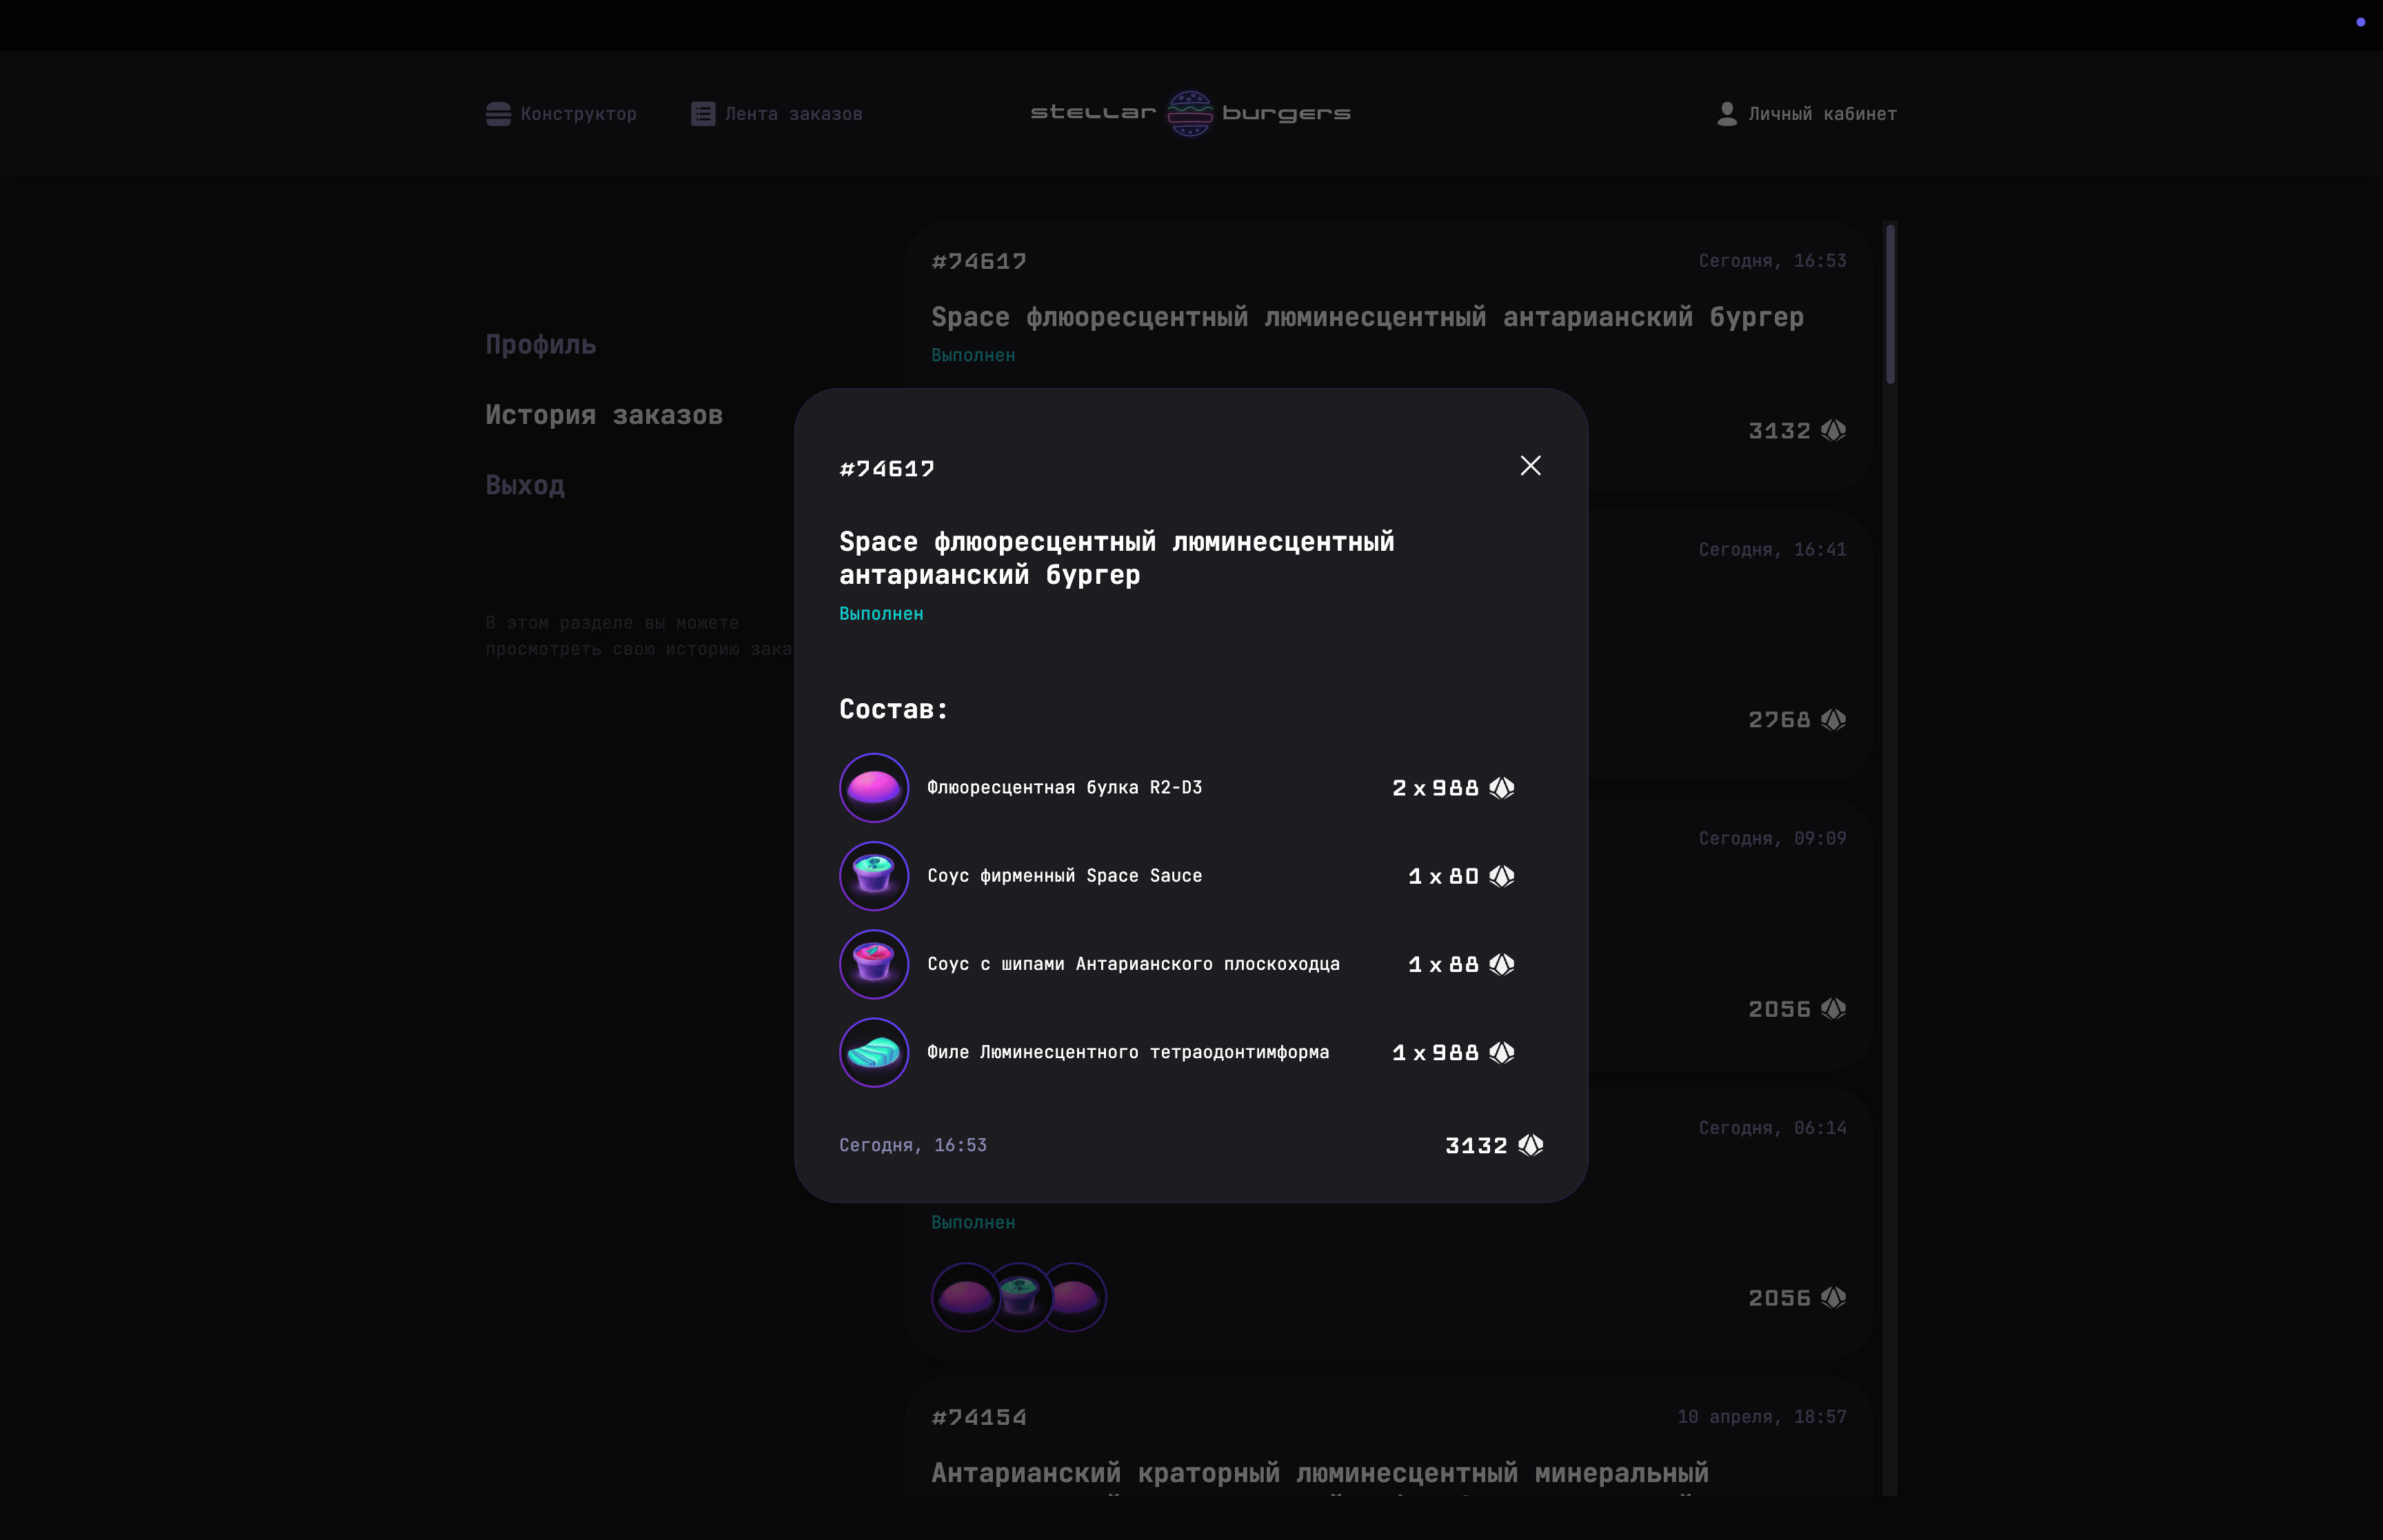 Конструктор
Лента заказов
stellar burgers
Личный кабинет
Профиль
История заказов
Выход
В этом разделе вы можете
просмотреть свою историю
#74617
Сегодня, 16:53
Space флюоресцентный люминесцентный антарианский бургер
Выполнен
3132
Сегодня, 16:41
2768
Сегодня, 09:09
2056
Сегодня, 06:14
Выполнен
2056
#74154
10 апреля, 18:57
Антарианский краторный люминесцентный минеральный
#74617
Space флюоресцентный люминесцентный
антарианский бургер
Выполнен
Состав:
Флюоресцентная булка R2-D3
2 x 988
Соус фирменный Space Sauce
1 x 80
Соус с шипами Антарианского плоскоходца
1 x 88
Филе Люминесцентного тетраодонтимформа
1 x 988
Сегодня, 16:53
3132